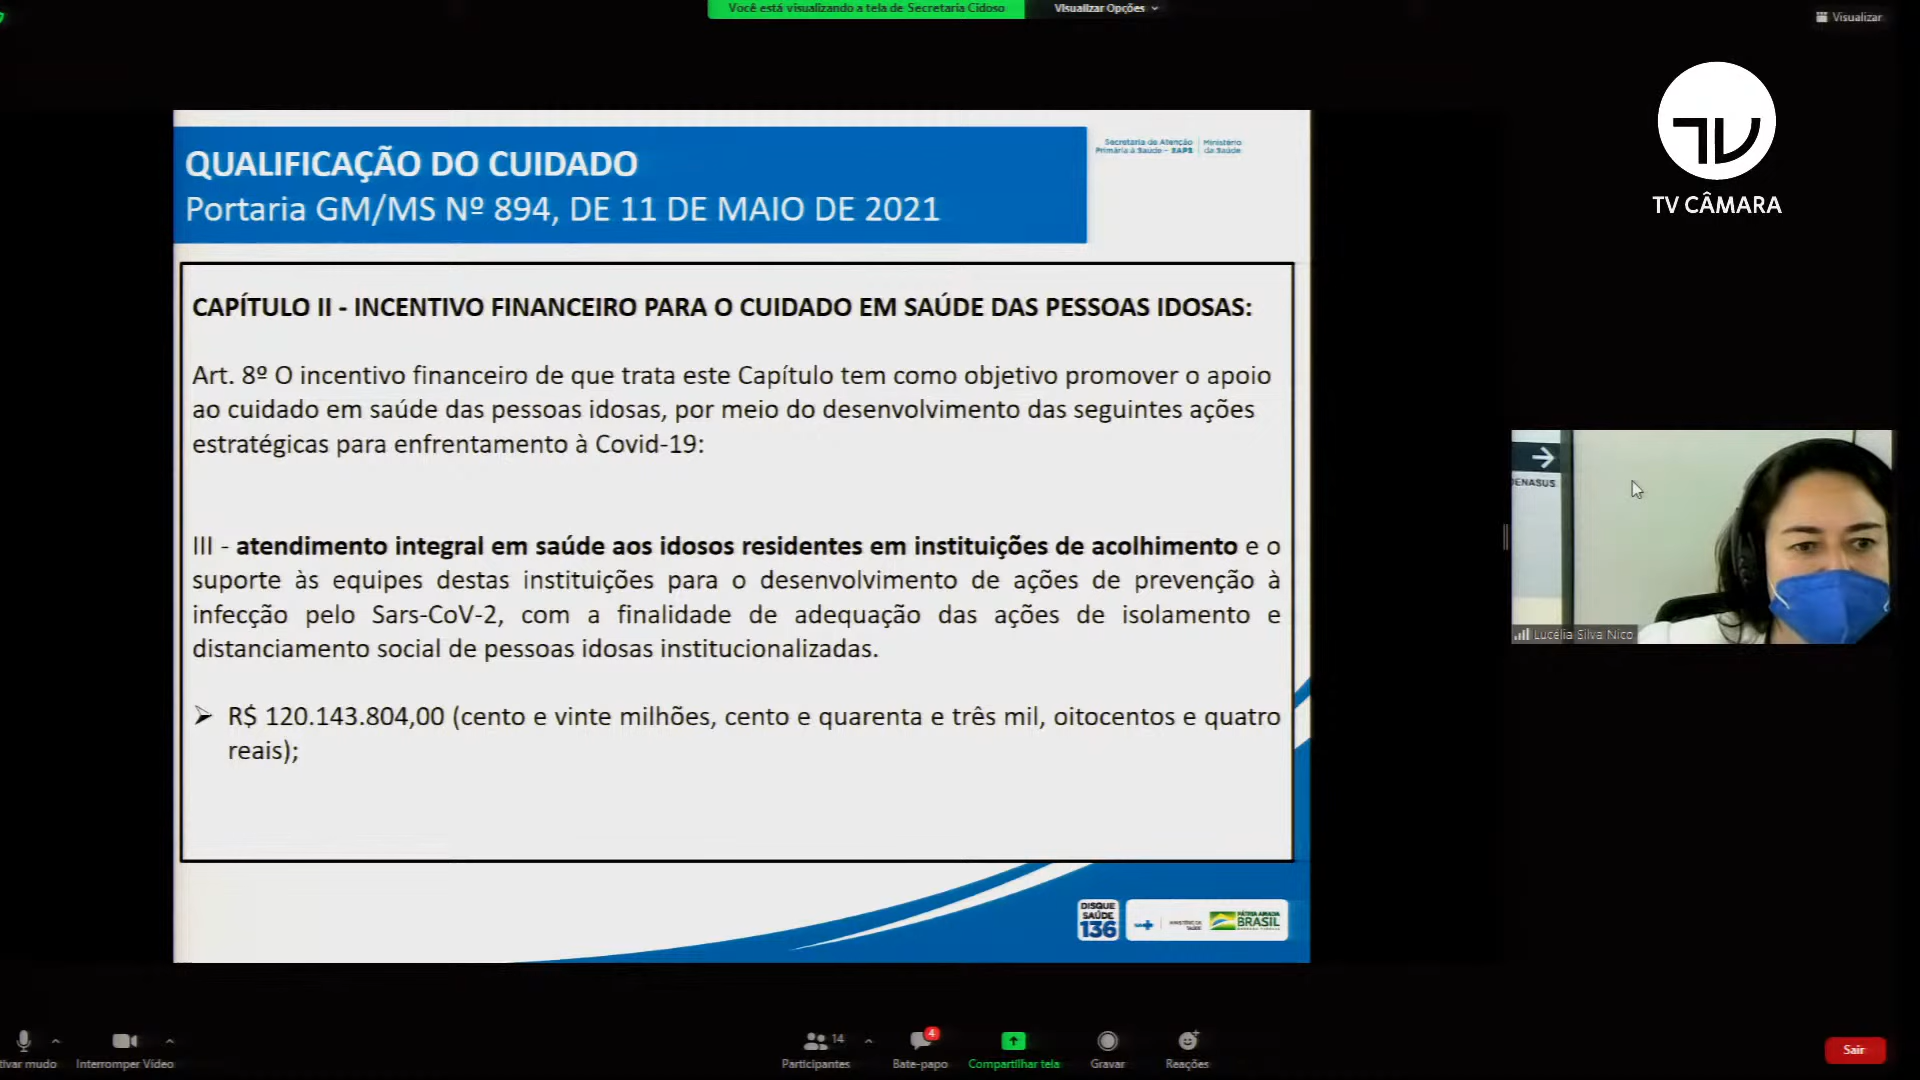 Você está visualizando a tela de Secretaria Cidoso
Visualizar Opções
Visualizar
TV CÂMARA
QUALIFICAÇÃO DO CUIDADO
Portaria GM/MS Nº 894, DE 11 DE MAIO DE 2021
Secretaria de Atenção
Primária à Saúde - SAPS
Ministério
da Saúde
CAPÍTULO II - INCENTIVO FINANCEIRO PARA O CUIDADO EM SAÚDE DAS PESSOAS IDOSAS:
Art. 8º O incentivo financeiro de que trata este Capítulo tem como objetivo promover o apoio
ao cuidado em saúde das pessoas idosas, por meio do desenvolvimento das seguintes ações
estratégicas para enfrentamento à Covid-19:
III - atendimento integral em saúde aos idosos residentes em instituições de acolhimento e o
suporte às equipes destas instituições para o desenvolvimento de ações de prevenção à
infecção pelo Sars-CoV-2, com a finalidade de adequação das ações de isolamento e
distanciamento social de pessoas idosas institucionalizadas.
➤ R$ 120.143.804,00 (cento e vinte milhões, cento e quarenta e três mil, oitocentos e quatro
reais);
DENASUS
Lucélia Silva Nico
DISQUE
SAÚDE
136
MINISTÉRIO DA
SAÚDE
PÁTRIA AMADA
BRASIL
tivar mudo
Interromper Vídeo
14
Participantes
4
Bate-papo
Compartilhar tela
Gravar
Reações
Sair